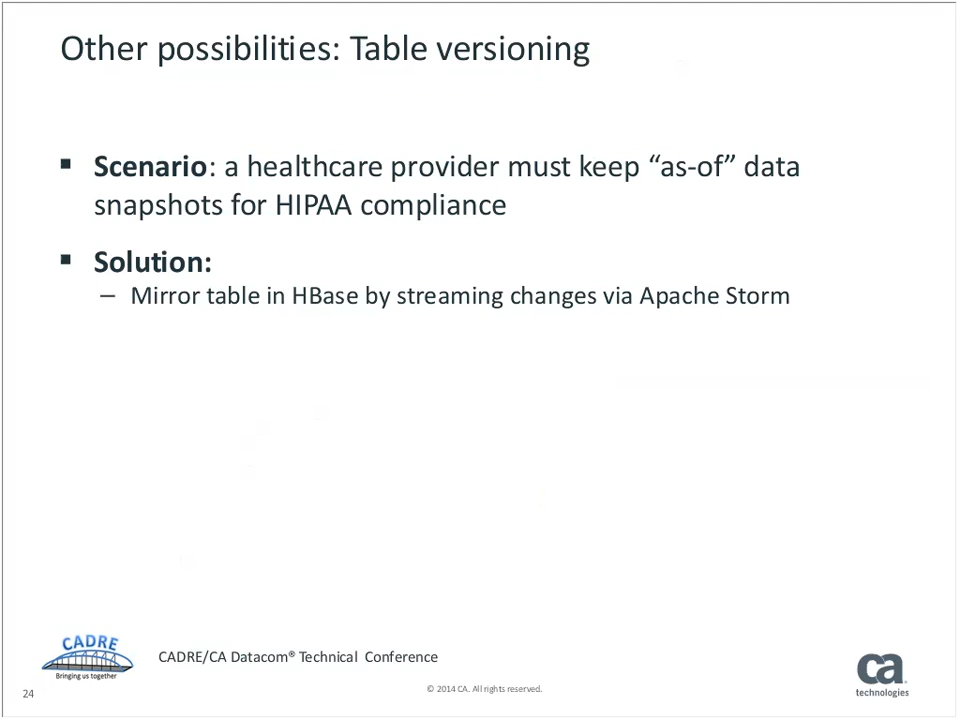 Other possibilities: Table versioning
▪ Scenario: a healthcare provider must keep “as-of” data
snapshots for HIPAA compliance
▪ Solution:
– Mirror table in HBase by streaming changes via Apache Storm
CADRE
Bringing us together
CADRE/CA Datacom® Technical Conference
ca
technologies
24
© 2014 CA. All rights reserved.